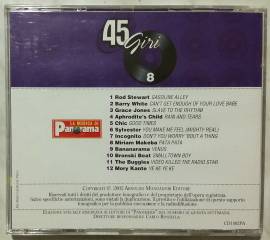 45 Giri
8
LA MUSICA DI
Panorama
1 Rod Stewart GASOLINE ALLEY
2 Barry White CAN'T GET ENOUGH OF YOUR LOVE BABE
3 Grace Jones SLAVE TO THE RHYTHM
4 Aphrodite's Child RAIN AND TEARS
5 Chic GOOD TIMES
6 Sylvester YOU MAKE ME FEEL (MIGHTY REAL)
7 Incognito DON'T YOU WORRY 'BOUT A THING
8 Miriam Makeba PATA PATA
9 Bananarama VENUS
10 Bronski Beat SMALLTOWN BOY
11 The Buggles VIDEO KILLED THE RADIO STAR
12 Mory Kante YE KE YE KE
COPYRIGHT © 2002 ARNOLDO MONDADORI EDITORE